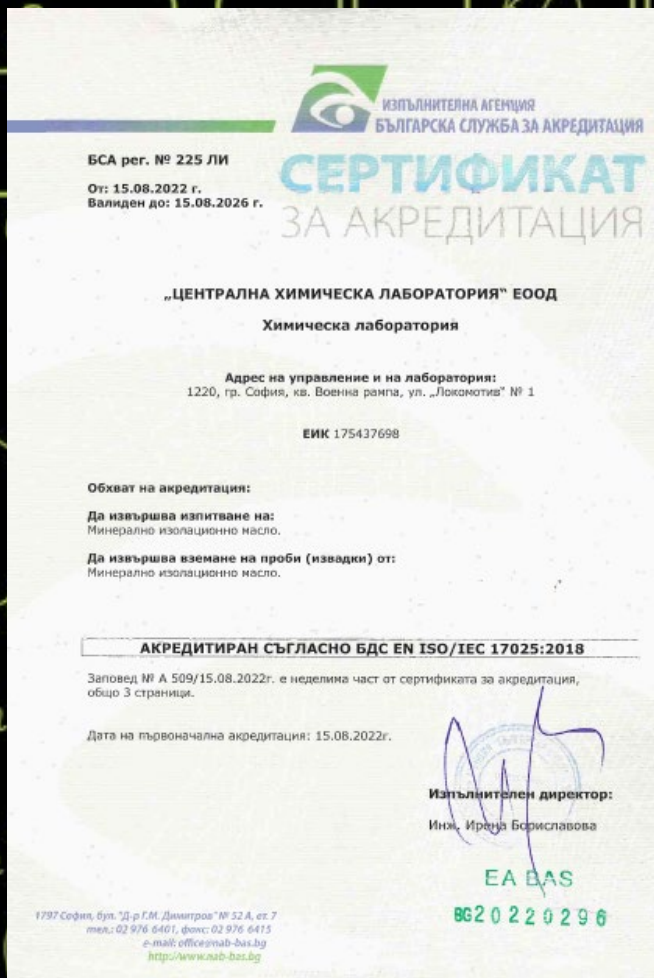 ИЗПЪЛНИТЕЛНА АГЕНЦИЯ
БЪЛГАРСКА СЛУЖБА ЗА АКРЕДИТАЦИЯ
БСА рег. № 225 ЛИ
От: 15.08.2022 г.
Валиден до: 15.08.2026 г.
СЕРТИФИКАТ
ЗА АКРЕДИТАЦИЯ
„ЦЕНТРАЛНА ХИМИЧЕСКА ЛАБОРАТОРИЯ“ ЕООД
Химическа лаборатория
Адрес на управление и на лаборатория:
1220, гр. София, кв. Военна рампа, ул. „Локомотив" № 1
ЕИК 175437698
Обхват на акредитация:
Да извършва изпитване на:
Минерално изолационно масло.
Да извършва вземане на проби (извадки) от:
Минерално изолационно масло.
АКРЕДИТИРАН СЪГЛАСНО БДС EN ISO/IEC 17025:2018
Заповед № А 509/15.08.2022г. е неделима част от сертификата за акредитация,
общо 3 страници.
Дата на първоначална акредитация: 15.08.2022г.
Изпълнителен директор:
Инж. Ирена Бориславова
EA BAS
BG20220296
1797 София, бул. "Д-р Г.М. Димитров" № 52 А, ет. 7
тел.: 02 976 6401, факс: 02 976 6415
e-mail: office@nab-bas.bg
http://www.nab-bas.bg